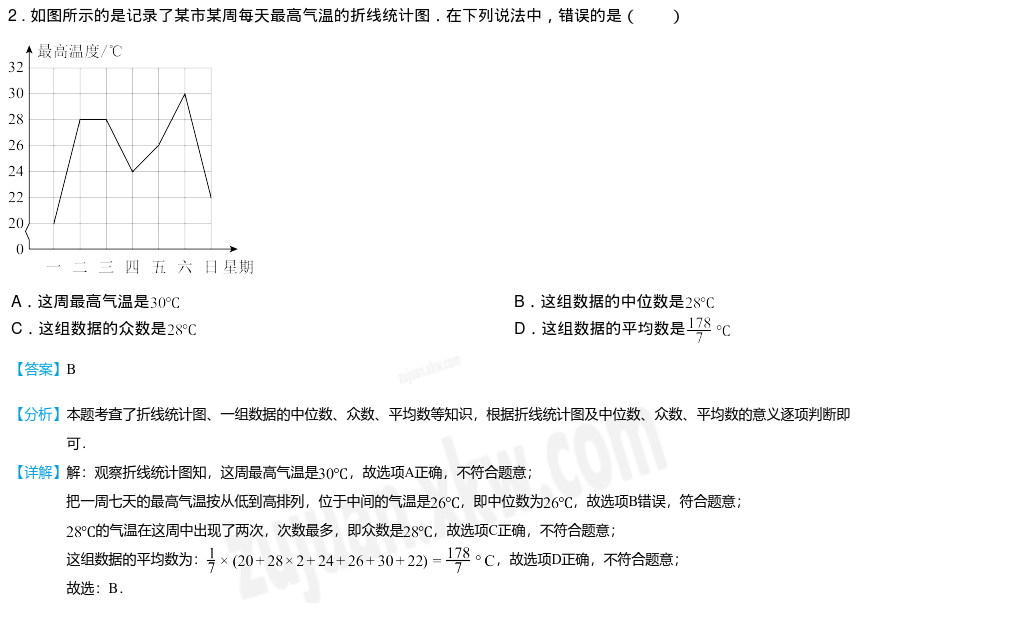 2．如图所示的是记录了某市某周每天最高气温的折线统计图．在下列说法中，错误的是（　　）
最高温度/℃
32
30
28
26
24
22
20
0
一 二 三 四 五 六 日 星期
A．这周最高气温是30℃
B．这组数据的中位数是28℃
C．这组数据的众数是28℃
D．这组数据的平均数是178/7 ℃
【答案】B
zujuan.xkw.com
【分析】本题考查了折线统计图、一组数据的中位数、众数、平均数等知识，根据折线统计图及中位数、众数、平均数的意义逐项判断即
可．
【详解】解：观察折线统计图知，这周最高气温是30℃，故选项A正确，不符合题意；
把一周七天的最高气温按从低到高排列，位于中间的气温是26℃，即中位数为26℃，故选项B错误，符合题意；
28℃的气温在这周中出现了两次，次数最多，即众数是28℃，故选项C正确，不符合题意；
这组数据的平均数为：1/7×(20+28×2+24+26+30+22)=178/7 °C，故选项D正确，不符合题意；
故选：B．
zujuan.xkw.com